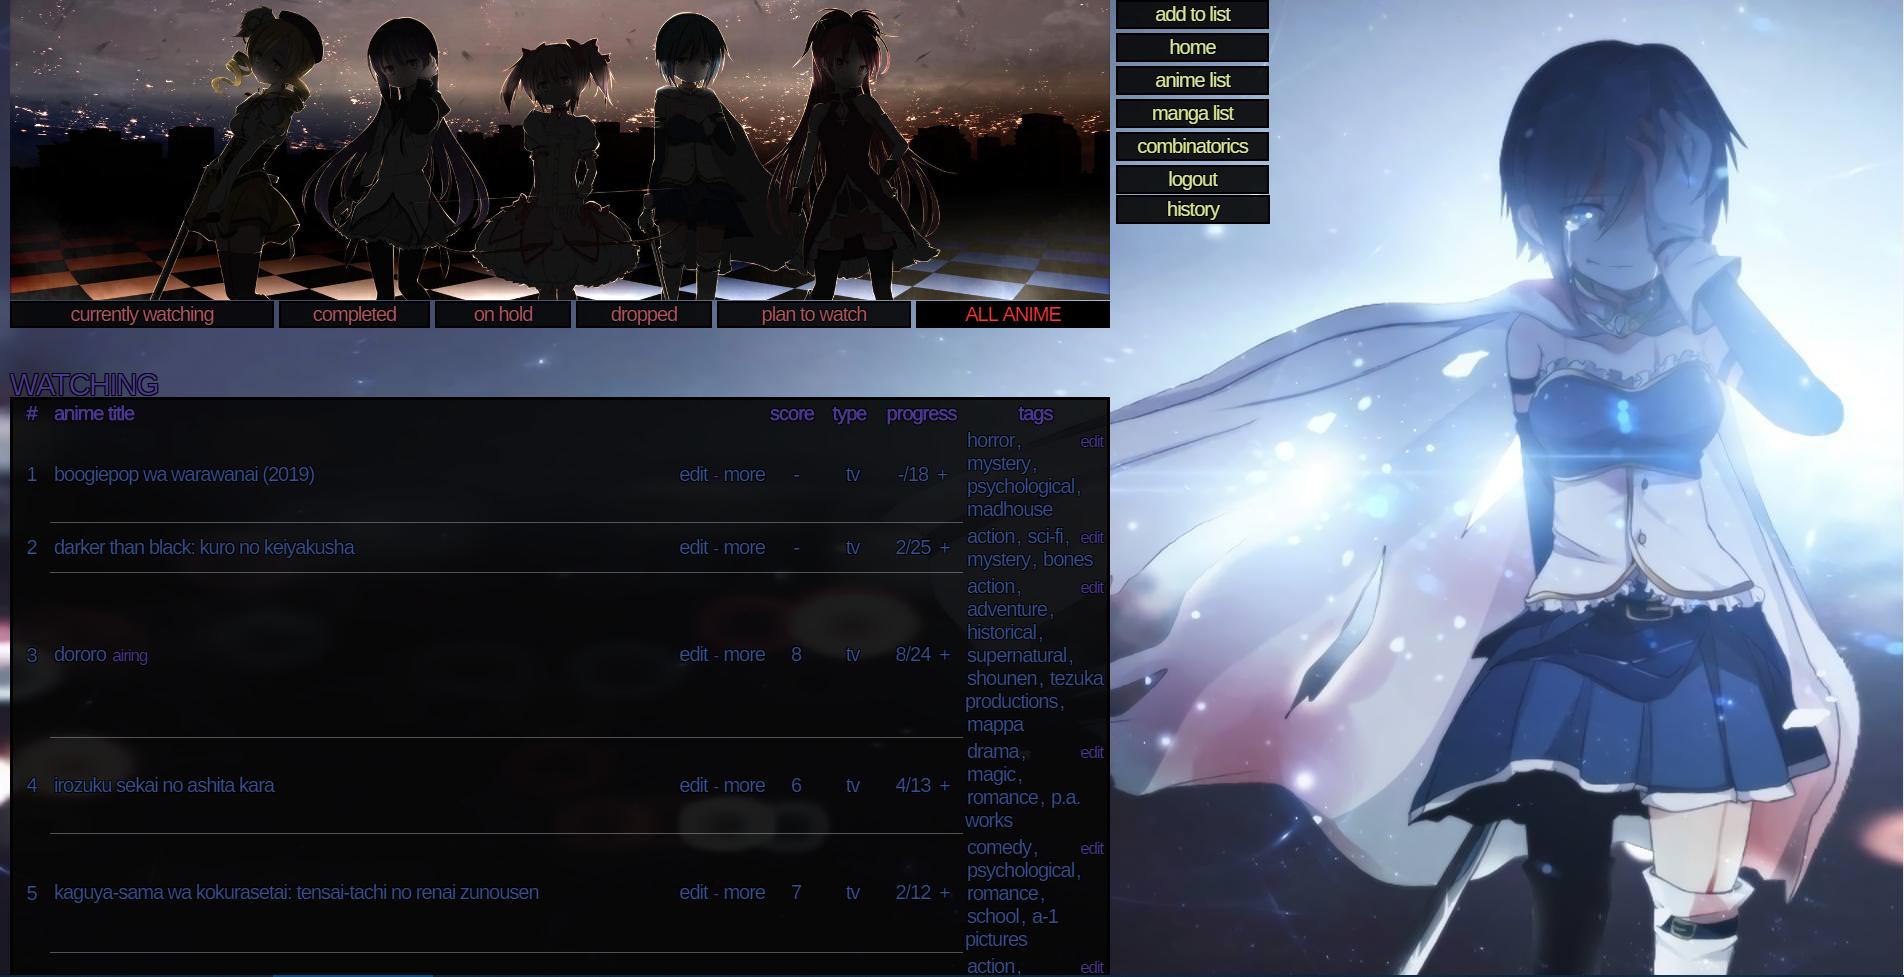 add to list
home
anime list
manga list
combinatorics
logout
history
currently watching completed on hold dropped plan to watch ALL ANIME
WATCHING
# anime title score type progress tags
1 boogiepop wa warawanai (2019) edit - more - tv -/18 +
horror, edit
mystery,
psychological,
madhouse
2 darker than black: kuro no keiyakusha edit - more - tv 2/25 +
action, sci-fi, edit
mystery, bones
3 dororo airing edit - more 8 tv 8/24 +
action, edit
adventure,
historical,
supernatural,
shounen, tezuka
productions,
mappa
4 irozuku sekai no ashita kara edit - more 6 tv 4/13 +
drama, edit
magic,
romance, p.a.
works
5 kaguya-sama wa kokurasetai: tensai-tachi no renai zunousen edit - more 7 tv 2/12 +
comedy, edit
psychological,
romance,
school, a-1
pictures
action, edit